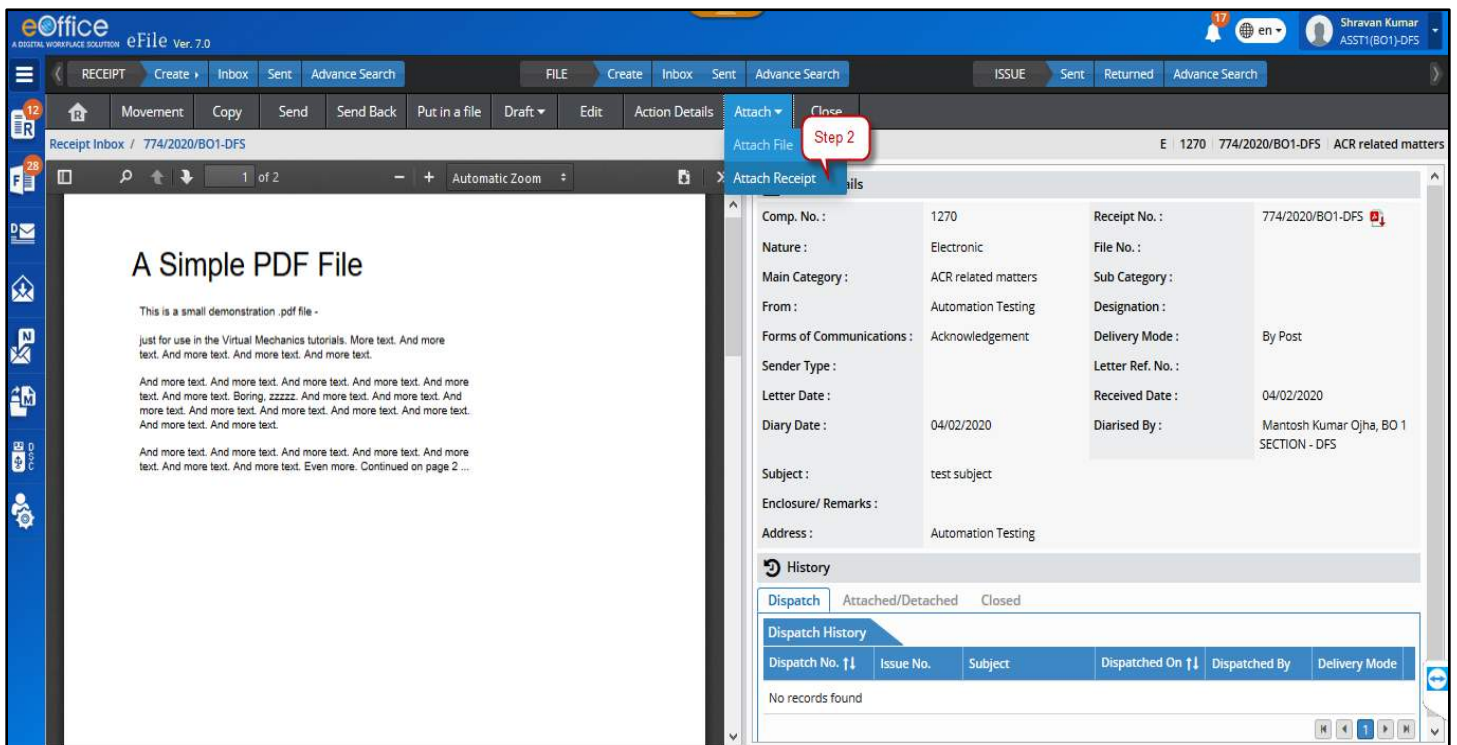 eOffice
A DIGITAL WORKPLACE SOLUTION eFile Ver. 7.0
17
en
Shravan Kumar
ASST1(BO1)-DFS
RECEIPT Create Inbox Sent Advance Search FILE Create Inbox Sent Advance Search ISSUE Sent Returned Advance Search
12
R
R Movement Copy Send Send Back Put in a file Draft Edit Action Details Attach Close
Receipt Inbox / 774/2020/BO1-DFS
Attach File
Step 2
E 1270 774/2020/BO1-DFS ACR related matters
28
F
1 of 2
Automatic Zoom
Attach Receipt
ails
D
N
M
DSC
A Simple PDF File
This is a small demonstration .pdf file -
just for use in the Virtual Mechanics tutorials. More text. And more
text. And more text. And more text. And more text.
And more text. And more text. And more text. And more text. And more
text. And more text. Boring, zzzzz. And more text. And more text. And
more text. And more text. And more text. And more text. And more text.
And more text. And more text.
And more text. And more text. And more text. And more text. And more
text. And more text. And more text. Even more. Continued on page 2 ...
Comp. No. : 1270 Receipt No. : 774/2020/BO1-DFS
Nature : Electronic File No. :
Main Category : ACR related matters Sub Category :
From : Automation Testing Designation :
Forms of Communications : Acknowledgement Delivery Mode : By Post
Sender Type : Letter Ref. No. :
Letter Date : Received Date : 04/02/2020
Diary Date : 04/02/2020 Diarised By : Mantosh Kumar Ojha, BO 1
SECTION - DFS
Subject : test subject
Enclosure/ Remarks :
Address : Automation Testing
History
Dispatch Attached/Detached Closed
Dispatch History
Dispatch No. Issue No. Subject Dispatched On Dispatched By Delivery Mode
No records found
1